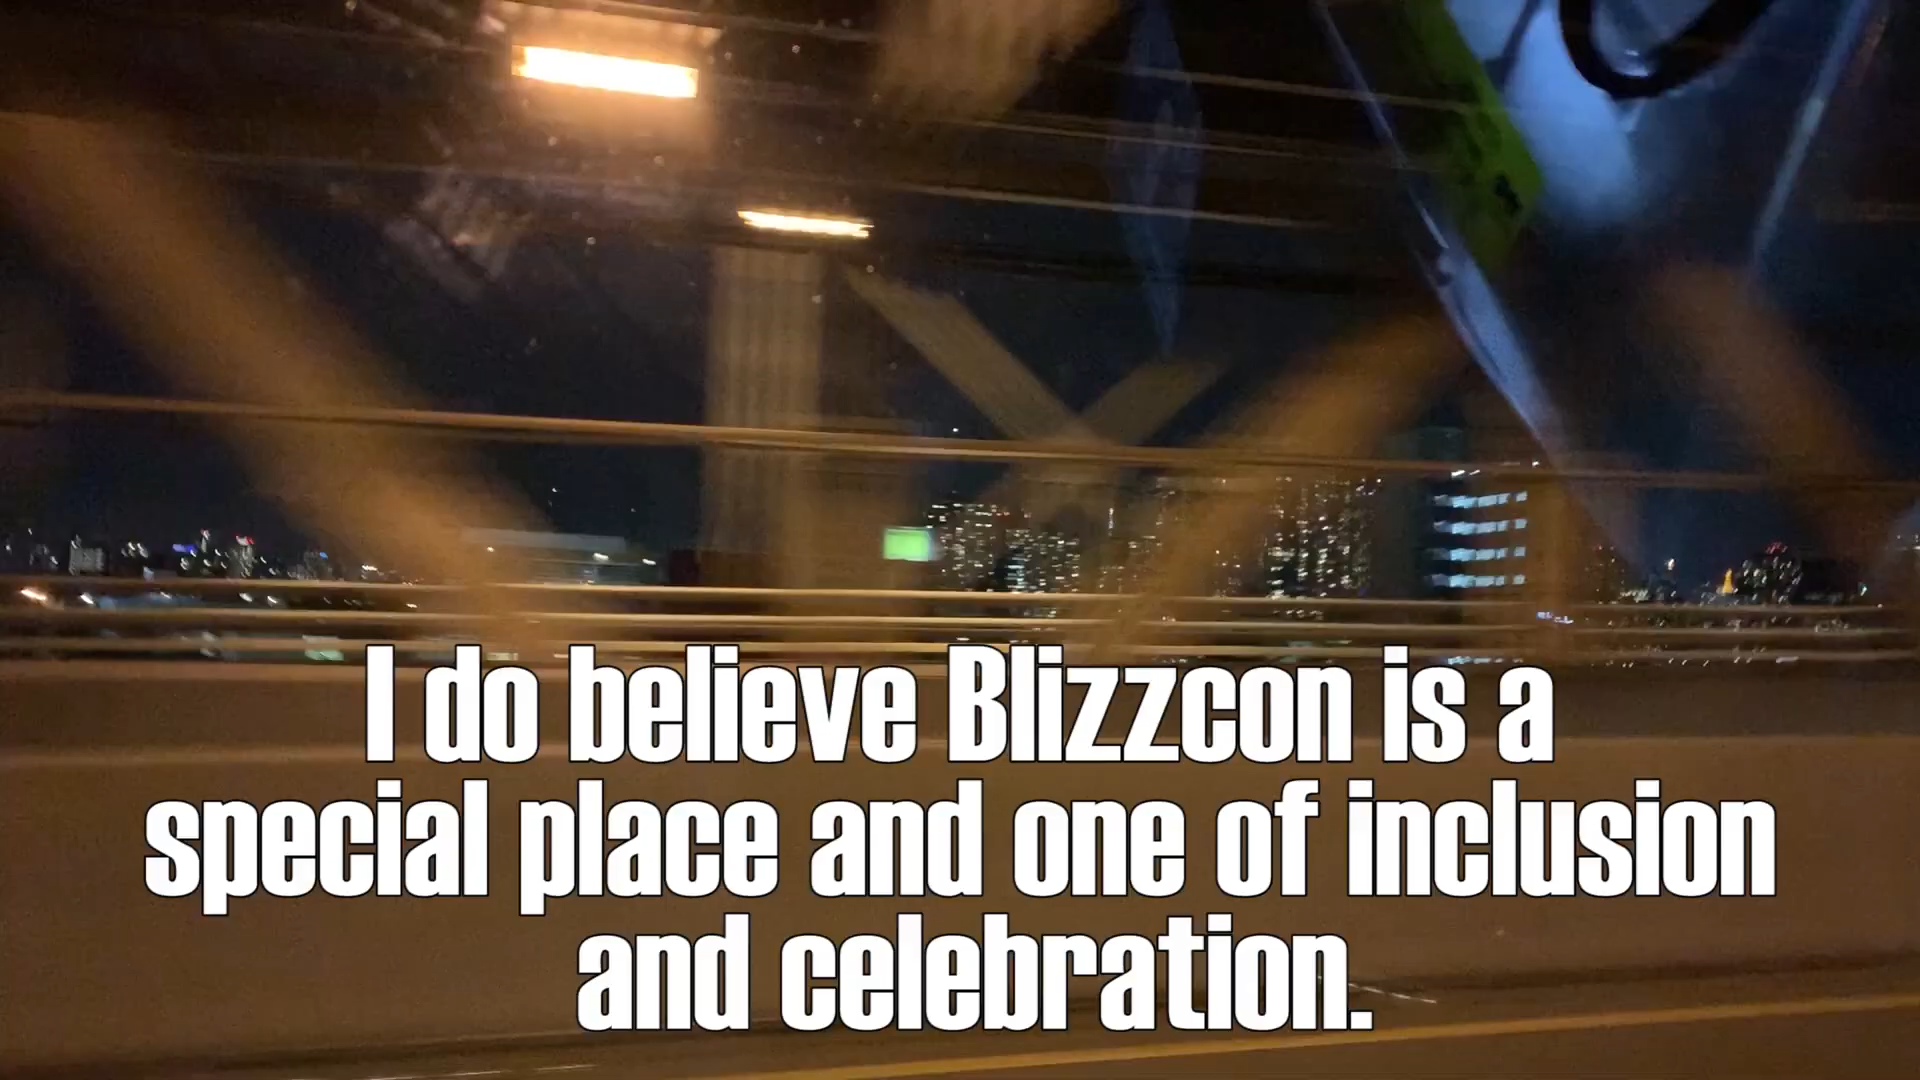 I do believe Blizzcon is a
special place and one of inclusion
and celebration.